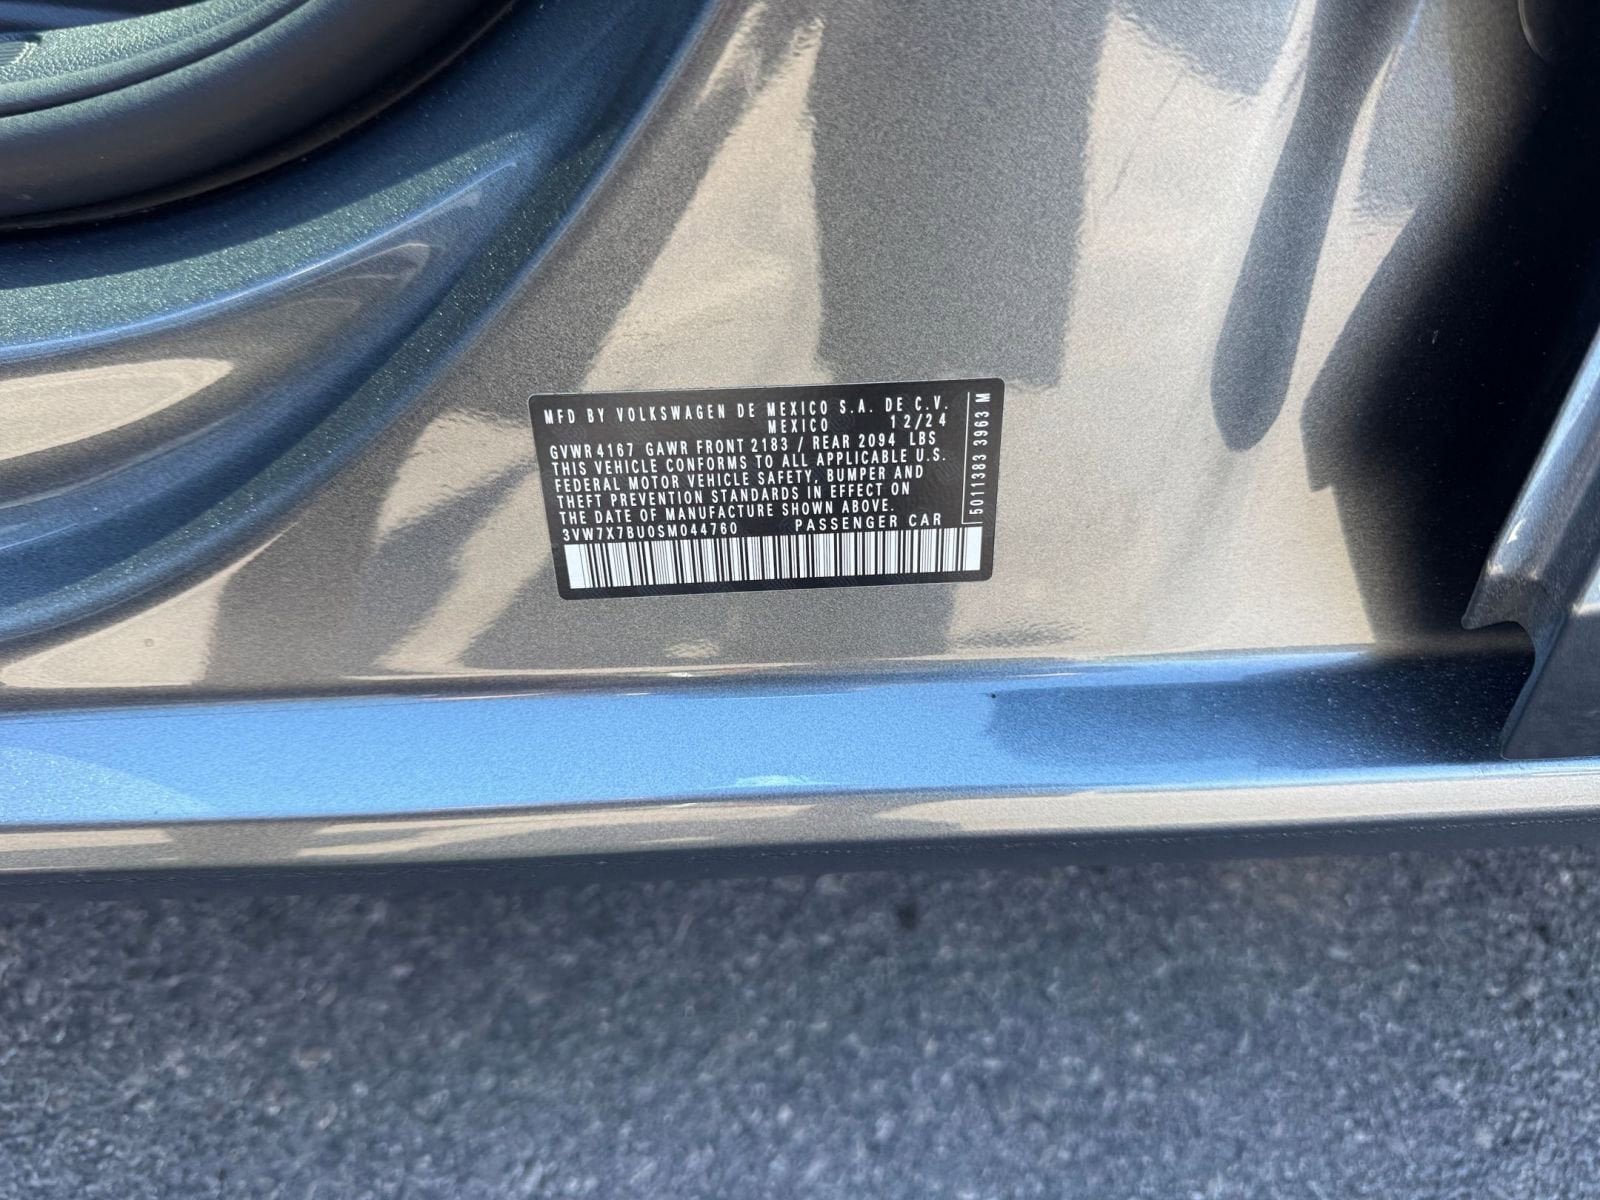 MFD BY VOLKSWAGEN DE MEXICO S.A. DE C.V.
MEXICO 12/24
GVWR 4167 GAWR FRONT 2183 / REAR 2094 LBS
THIS VEHICLE CONFORMS TO ALL APPLICABLE U.S.
FEDERAL MOTOR VEHICLE SAFETY, BUMPER AND
THEFT PREVENTION STANDARDS IN EFFECT ON
THE DATE OF MANUFACTURE SHOWN ABOVE.
3VW7X7BU0SM044760 PASSENGER CAR
5011383 3963 M